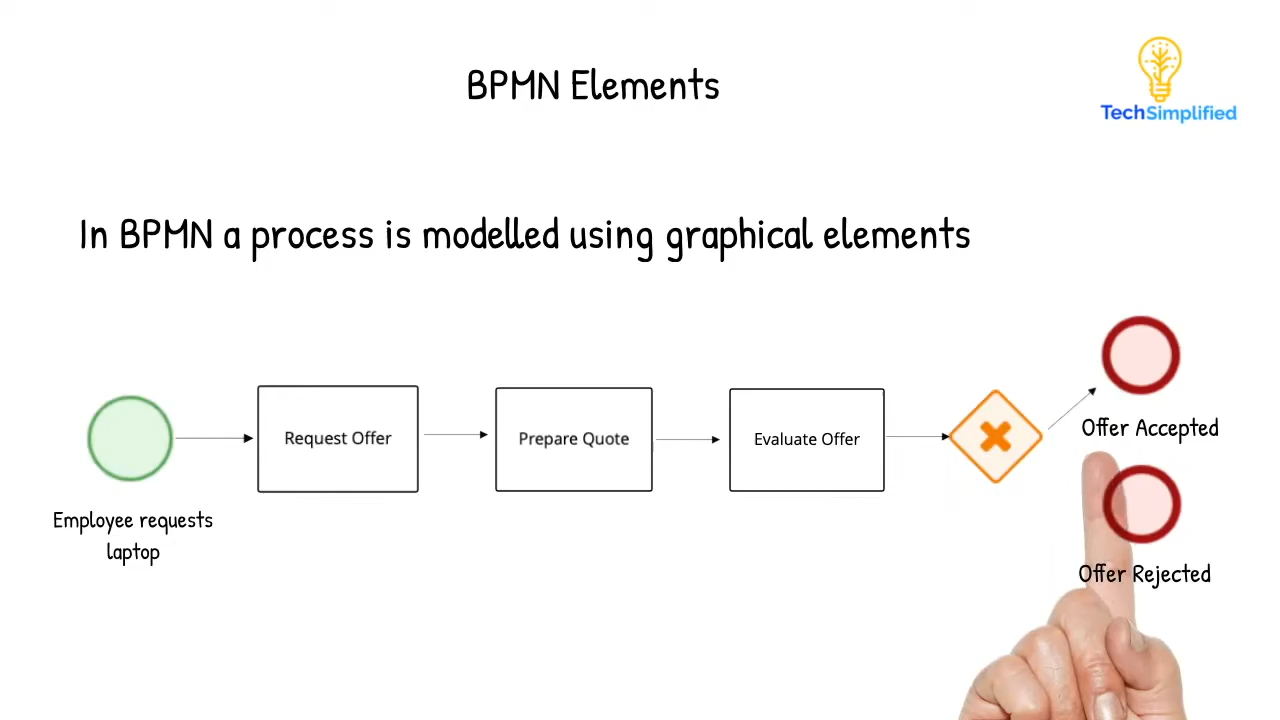 BPMN Elements
TechSimplified
In BPMN a process is modelled using graphical elements
Request Offer
Prepare Quote
Evaluate Offer
Offer Accepted
Employee requests
laptop
Offer Rejected